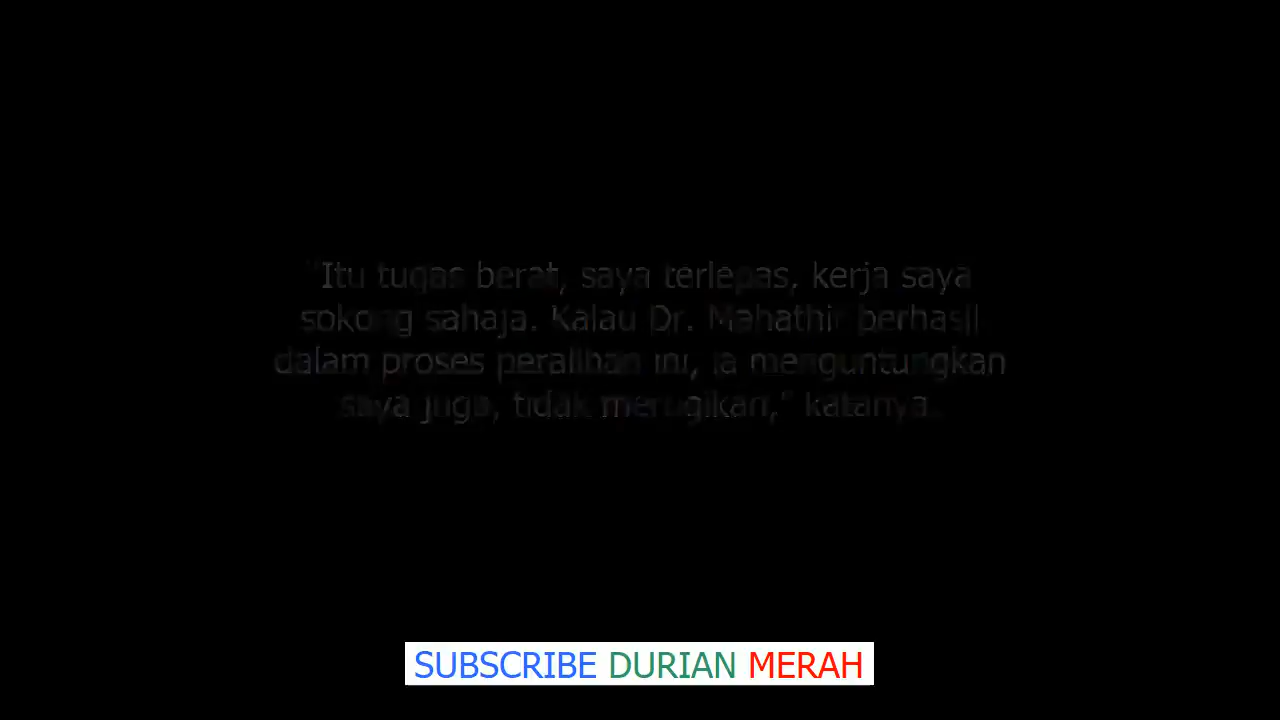 "Itu tugas berat, saya terlepas, kerja saya
sokong sahaja. Kalau Dr. Mahathir berhasil
dalam proses peralihan ini, ia menguntungkan
saya juga, tidak merugikan," katanya.
SUBSCRIBE DURIAN MERAH